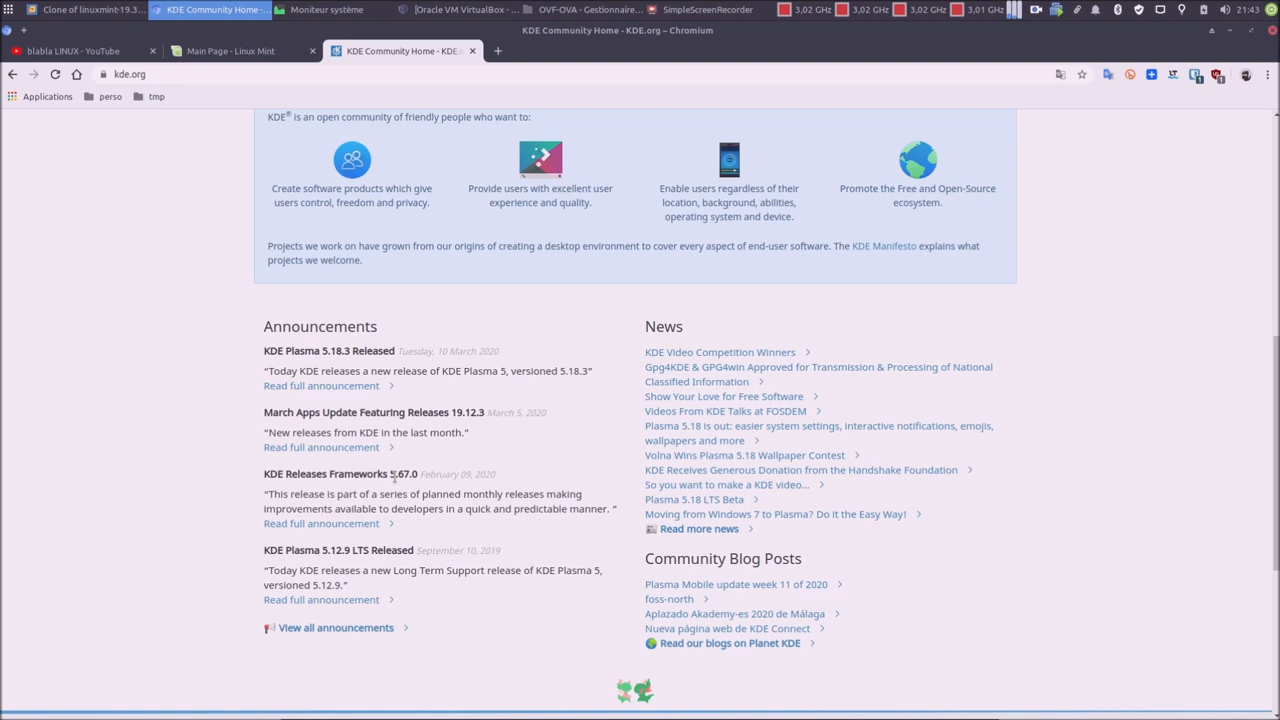 Clone of linuxmint-19.3...
KDE Community Home -...
Moniteur système
[Oracle VM VirtualBox -...
OVF-OVA - Gestionnaire...
SimpleScreenRecorder
3,02 GHz
3,02 GHz
3,02 GHz
3,01 GHz
21:43
KDE Community Home - KDE.org – Chromium
blabla LINUX - YouTube
Main Page - Linux Mint
KDE Community Home - KDE.o
kde.org
Applications
perso
tmp
KDE® is an open community of friendly people who want to:
Create software products which give
users control, freedom and privacy.
Provide users with excellent user
experience and quality.
Enable users regardless of their
location, background, abilities,
operating system and device.
Promote the Free and Open-Source
ecosystem.
Projects we work on have grown from our origins of creating a desktop environment to cover every aspect of end-user software. The KDE Manifesto explains what
projects we welcome.
Announcements
KDE Plasma 5.18.3 Released Tuesday, 10 March 2020
“Today KDE releases a new release of KDE Plasma 5, versioned 5.18.3”
Read full announcement
March Apps Update Featuring Releases 19.12.3 March 5, 2020
“New releases from KDE in the last month.”
Read full announcement
KDE Releases Frameworks 5.67.0 February 09, 2020
“This release is part of a series of planned monthly releases making
improvements available to developers in a quick and predictable manner. ”
Read full announcement
KDE Plasma 5.12.9 LTS Released September 10, 2019
“Today KDE releases a new Long Term Support release of KDE Plasma 5,
versioned 5.12.9.”
Read full announcement
View all announcements
News
KDE Video Competition Winners
Gpg4KDE & GPG4win Approved for Transmission & Processing of National
Classified Information
Show Your Love for Free Software
Videos From KDE Talks at FOSDEM
Plasma 5.18 is out: easier system settings, interactive notifications, emojis,
wallpapers and more
Volna Wins Plasma 5.18 Wallpaper Contest
KDE Receives Generous Donation from the Handshake Foundation
So you want to make a KDE video...
Plasma 5.18 LTS Beta
Moving from Windows 7 to Plasma? Do it the Easy Way!
Read more news
Community Blog Posts
Plasma Mobile update week 11 of 2020
foss-north
Aplazado Akademy-es 2020 de Málaga
Nueva página web de KDE Connect
Read our blogs on Planet KDE